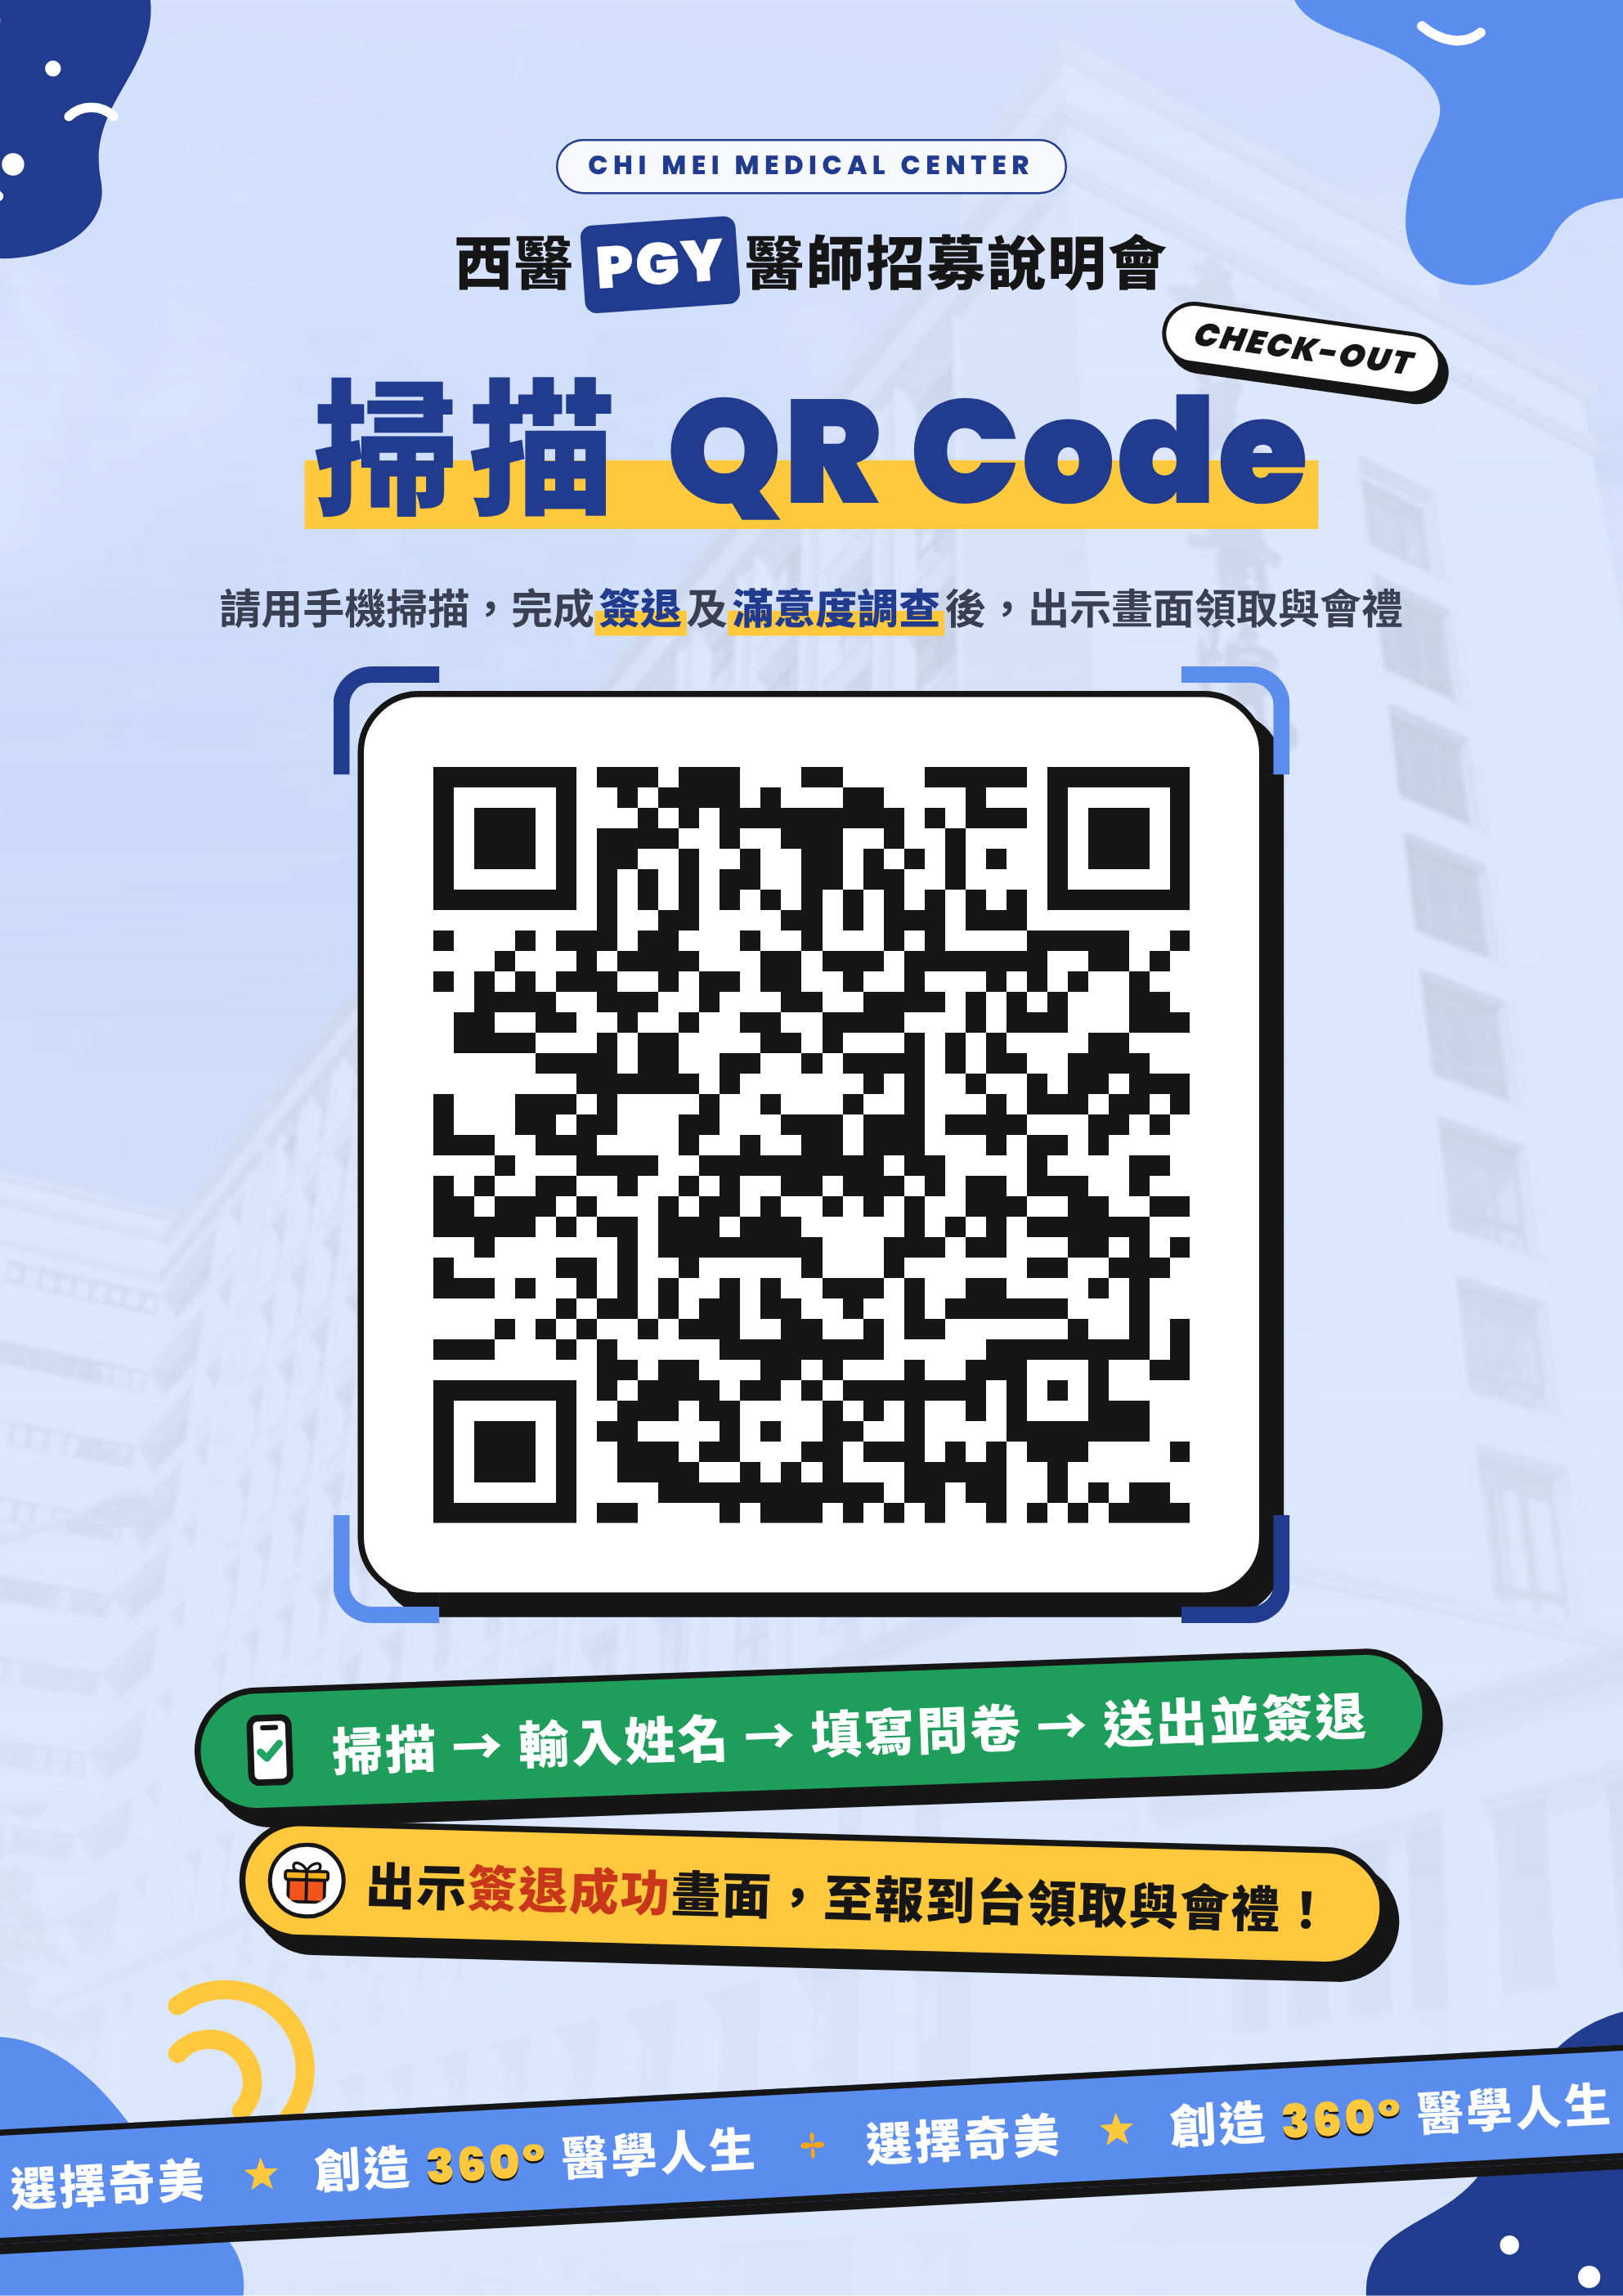 CHI MEI MEDICAL CENTER
西醫 PGY 醫師招募說明會
CHECK-OUT
掃描 QR Code
請用手機掃描，完成簽退及滿意度調查後，出示畫面領取與會禮
掃描 → 輸入姓名 → 填寫問卷 → 送出並簽退
出示簽退成功畫面，至報到台領取與會禮！
選擇奇美 ★ 創造 360° 醫學人生 選擇奇美 ★ 創造 360° 醫學人生